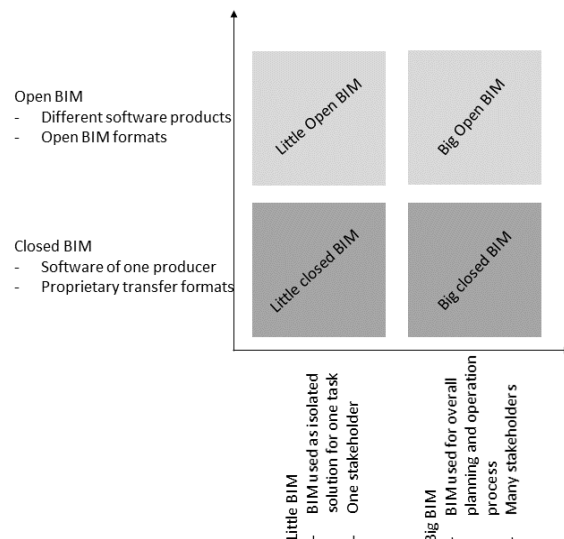 Open BIM
- Different software products
- Open BIM formats
Little Open BIM
Big Open BIM
Closed BIM
- Software of one producer
- Proprietary transfer formats
Little closed BIM
Big closed BIM
Little BIM
- BIM used as isolated
solution for one task
- One stakeholder
Big BIM
- BIM used for overall
planning and operation
process
- Many stakeholders